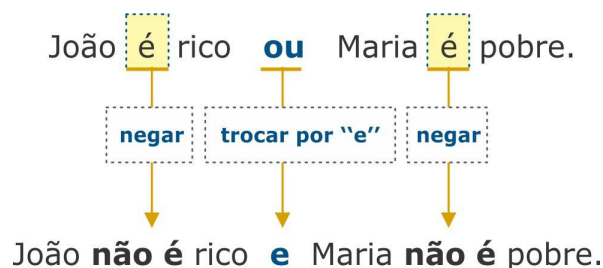 João é rico ou Maria é pobre.
negar trocar por ‘‘e’’ negar
João não é rico e Maria não é pobre.